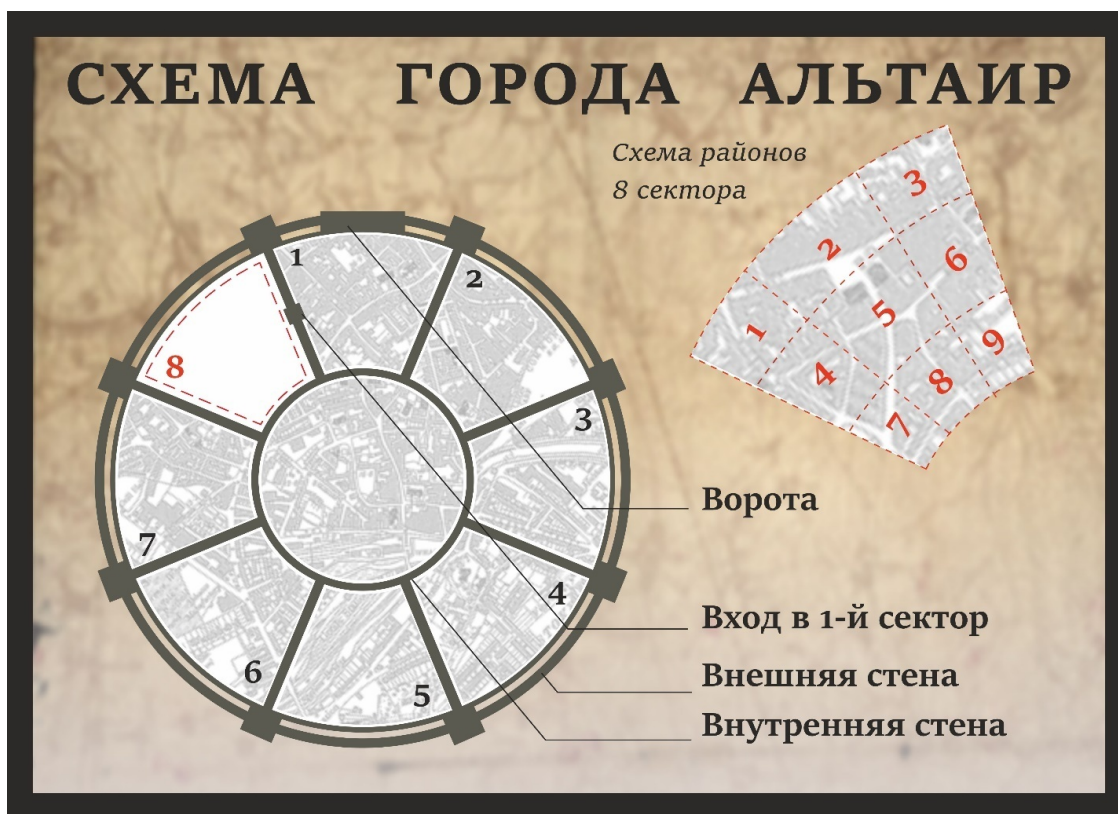 СХЕМА ГОРОДА АЛЬТАИР
Схема районов
8 сектора
3
2
6
1
5
9
4
8
7
1
2
8
3
7
4
6
5
Ворота
Вход в 1-й сектор
Внешняя стена
Внутренняя стена